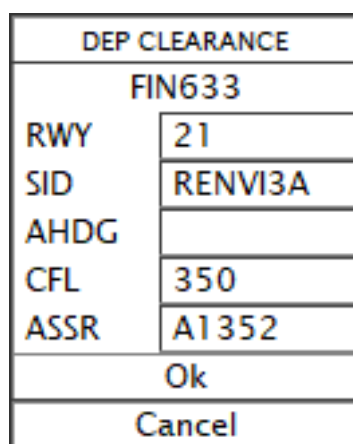 DEP CLEARANCE
FIN633
RWY 21
SID RENVI3A
AHDG
CFL 350
ASSR A1352
Ok
Cancel